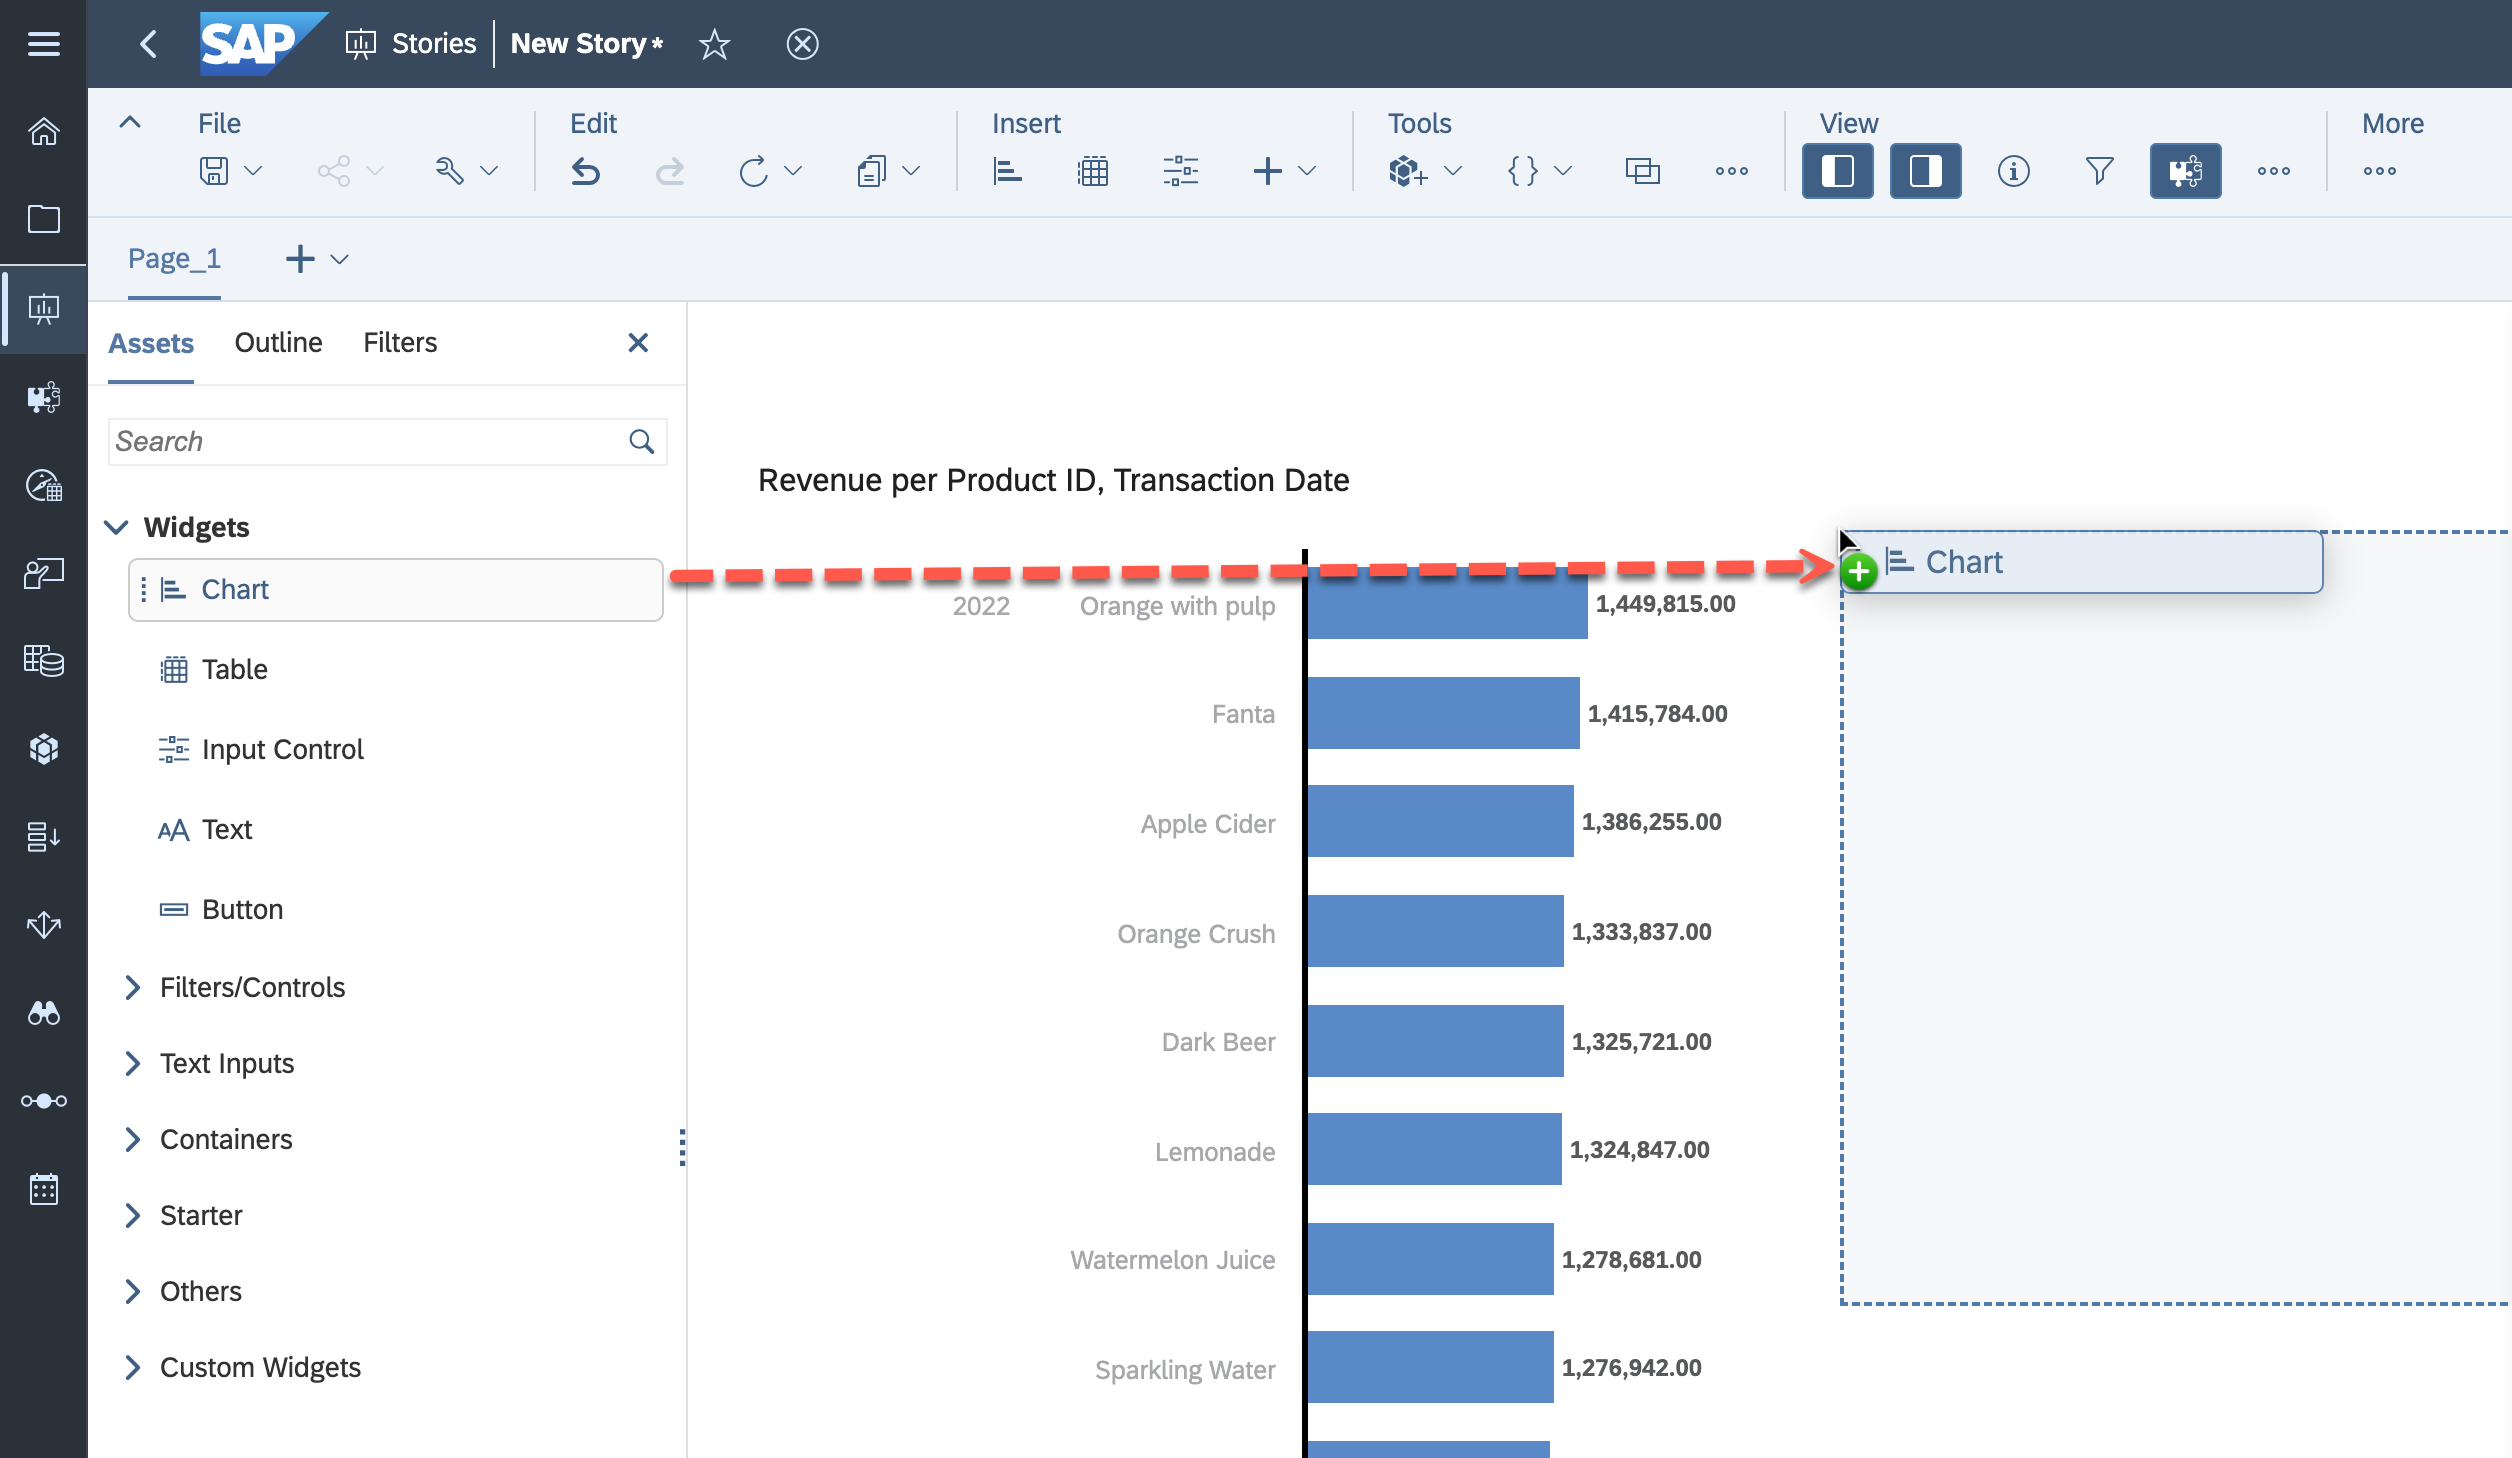 SAP Stories New Story*
File Edit Insert Tools View More
Page_1
Assets Outline Filters
Search
Widgets
Chart
Table
Input Control
Text
Button
Filters/Controls
Text Inputs
Containers
Starter
Others
Custom Widgets
Revenue per Product ID, Transaction Date
Chart
2022 Orange with pulp 1,449,815.00
Fanta 1,415,784.00
Apple Cider 1,386,255.00
Orange Crush 1,333,837.00
Dark Beer 1,325,721.00
Lemonade 1,324,847.00
Watermelon Juice 1,278,681.00
Sparkling Water 1,276,942.00